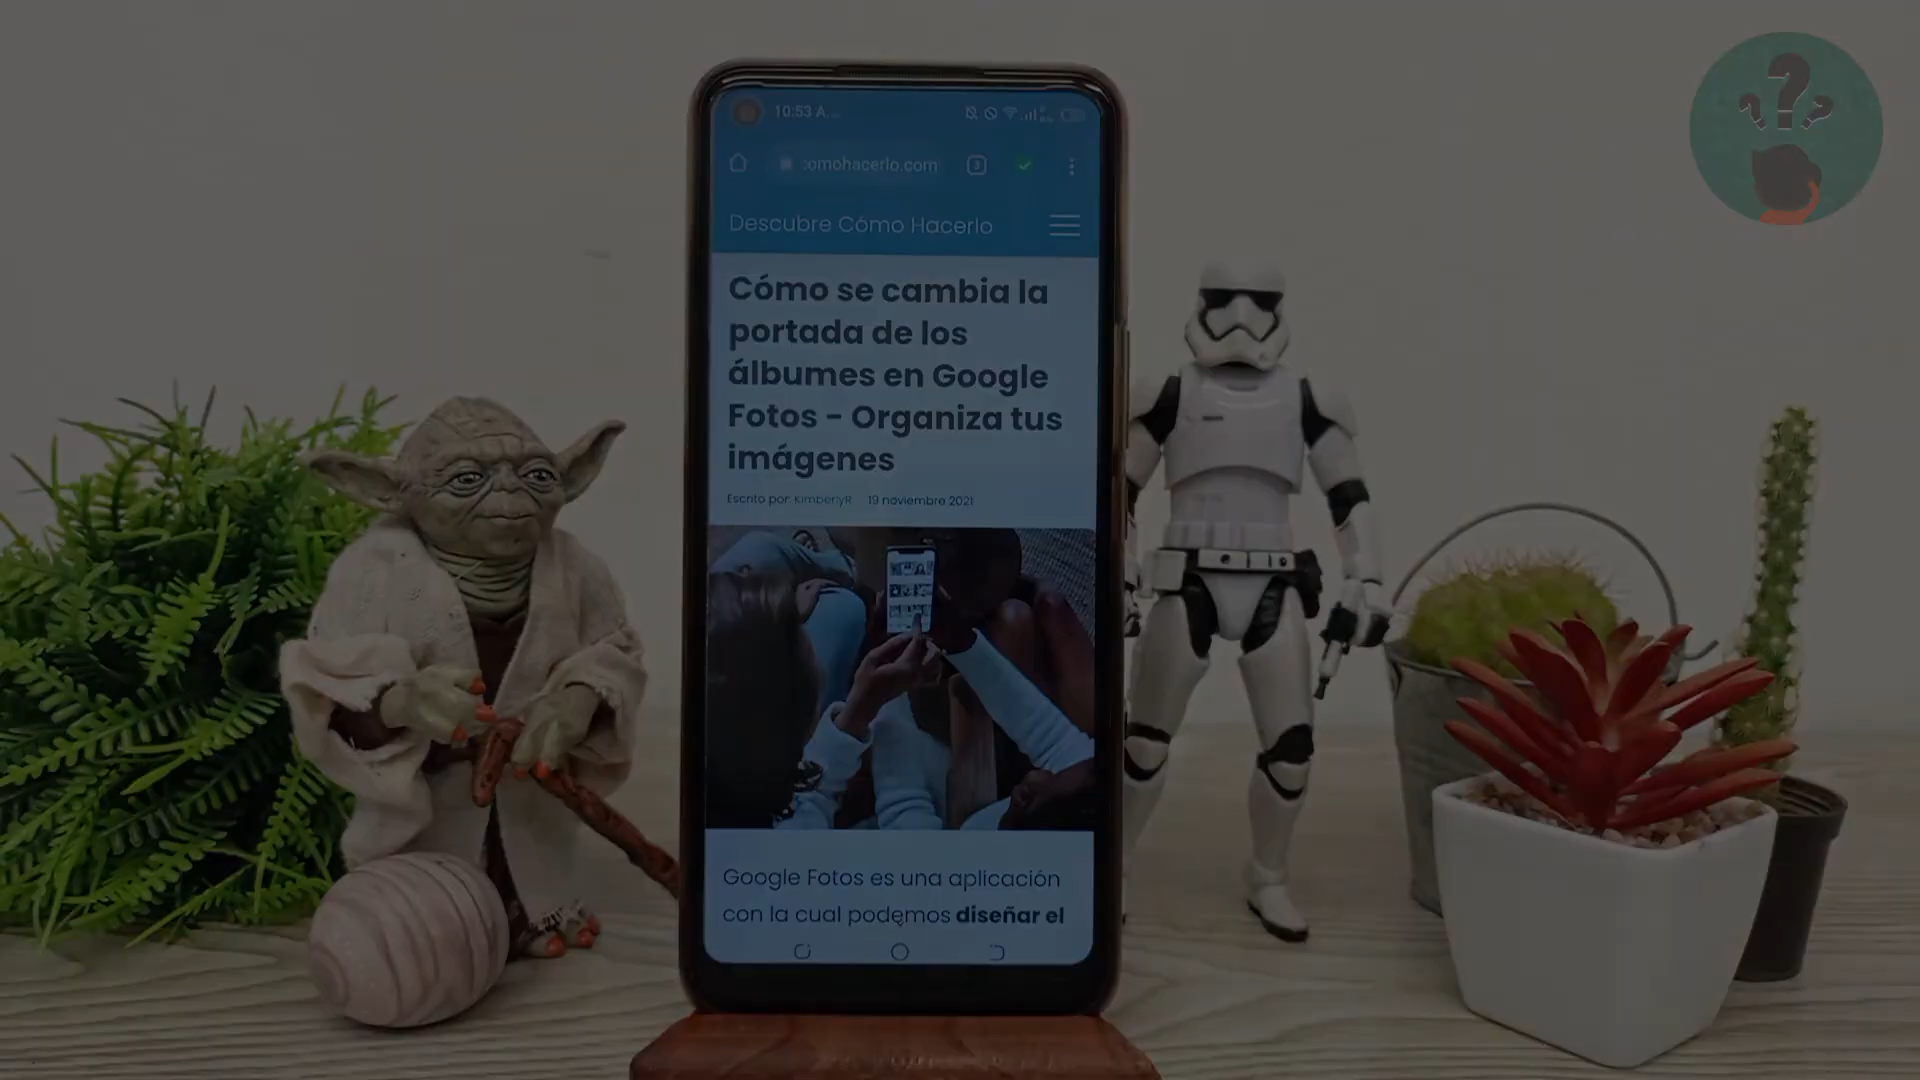 10:53 A...
:omohacerlo.com
3
Descubre Cómo Hacerlo
Cómo se cambia la
portada de los
álbumes en Google
Fotos - Organiza tus
imágenes
Escrito por: KimberlyR 19 noviembre 2021
Google Fotos es una aplicación
con la cual podemos diseñar el